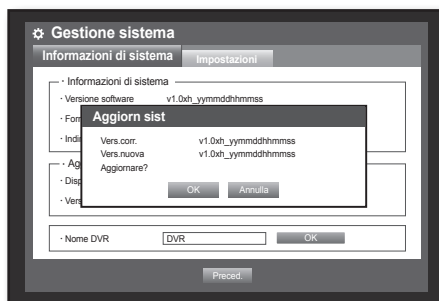 Gestione sistema
Informazioni di sistema Impostazioni
· Informazioni di sistema
· Versione software v1.0xh_yymmddhhmmss
· For
Aggiorn sist
· Indi
Vers.corr. v1.0xh_yymmddhhmmss
Vers.nuova v1.0xh_yymmddhhmmss
Aggiornare?
· Ag
· Disp
OK Annulla
· Vers
· Nome DVR DVR OK
Preced.